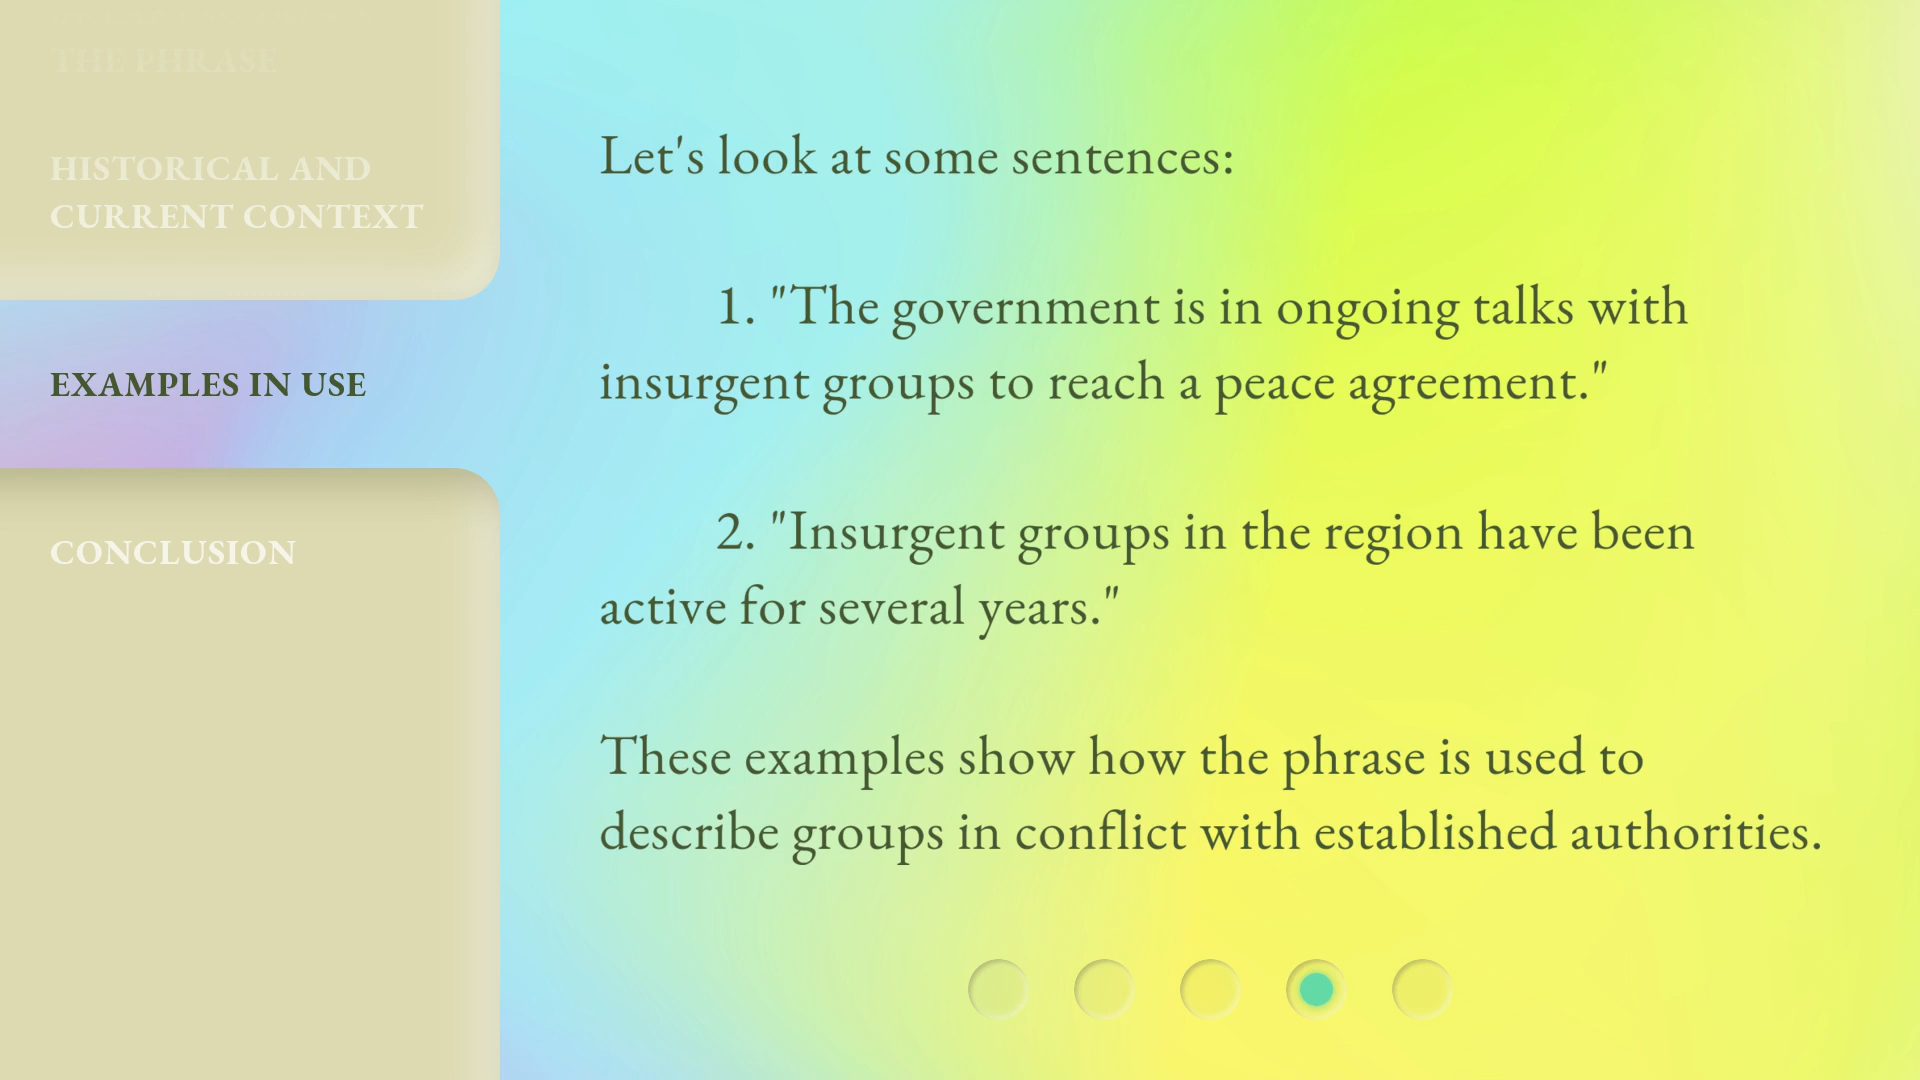 THE PHRASE
HISTORICAL AND
CURRENT CONTEXT
EXAMPLES IN USE
CONCLUSION
Let's look at some sentences:
1. "The government is in ongoing talks with
insurgent groups to reach a peace agreement."
2. "Insurgent groups in the region have been
active for several years."
These examples show how the phrase is used to
describe groups in conflict with established authorities.